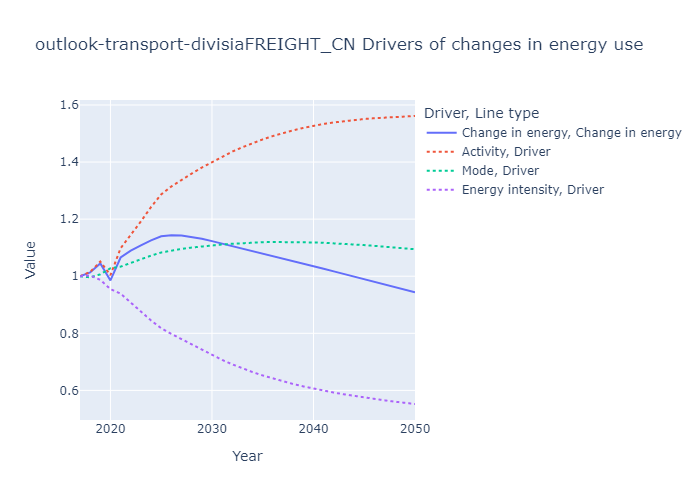 outlook-transport-divisiaFREIGHT_CN Drivers of changes in energy use
Driver, Line type
Change in energy, Change in energy
Activity, Driver
Mode, Driver
Energy intensity, Driver
1.6
1.4
1.2
1
0.8
0.6
Value
2020
2030
2040
2050
Year